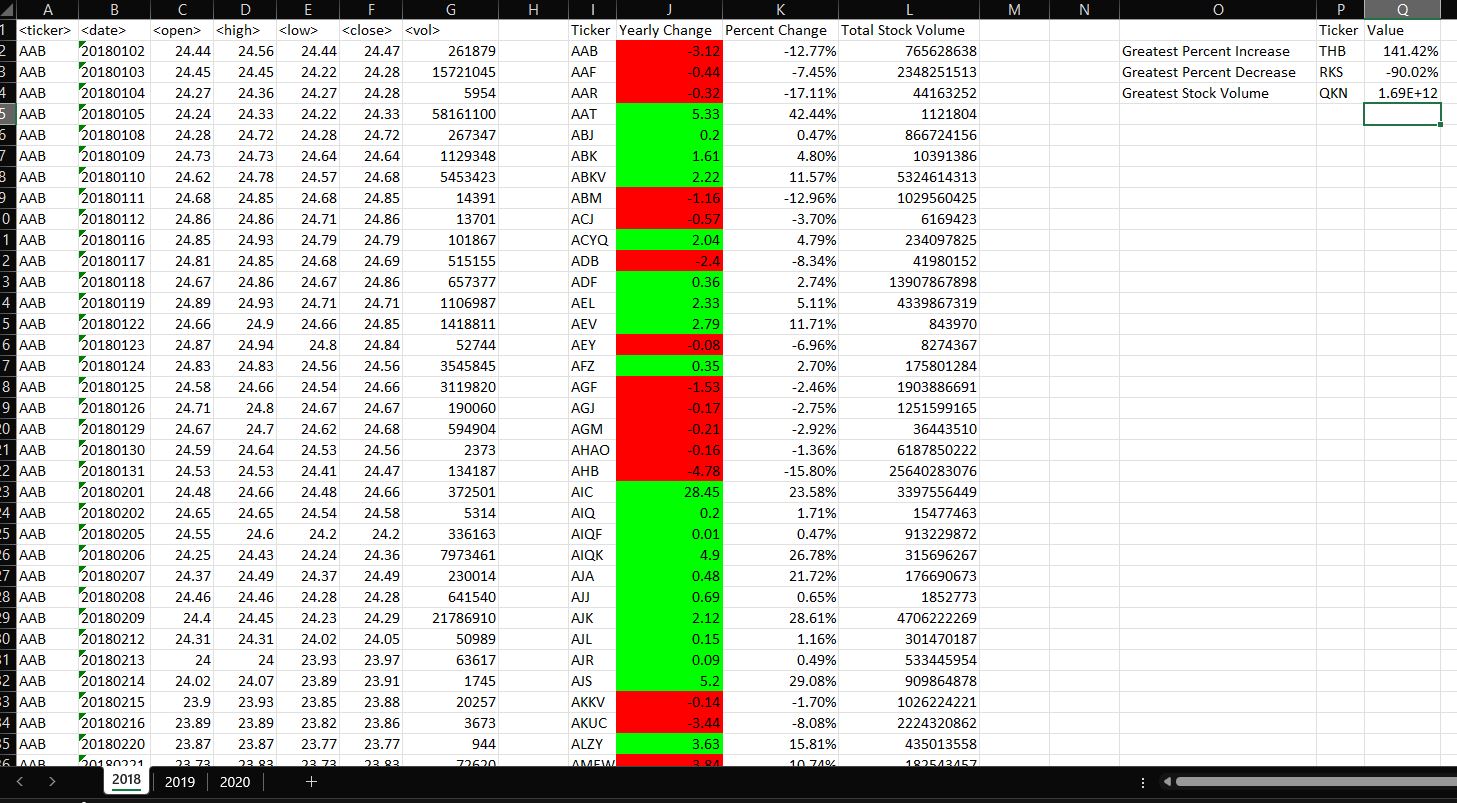 A B C D E F G H I J K L M N O P Q
1 <ticker> <date> <open> <high> <low> <close> <vol> Ticker Yearly Change Percent Change Total Stock Volume Ticker Value
2 AAB 20180102 24.44 24.56 24.44 24.47 261879 AAB -3.12 -12.77% 765628638 Greatest Percent Increase THB 141.42%
3 AAB 20180103 24.45 24.45 24.22 24.28 15721045 AAF -0.44 -7.45% 2348251513 Greatest Percent Decrease RKS -90.02%
4 AAB 20180104 24.27 24.36 24.27 24.28 5954 AAR -0.32 -17.11% 44163252 Greatest Stock Volume QKN 1.69E+12
5 AAB 20180105 24.24 24.33 24.22 24.33 58161100 AAT 5.33 42.44% 1121804
6 AAB 20180108 24.28 24.72 24.28 24.72 267347 ABJ 0.2 0.47% 866724156
7 AAB 20180109 24.73 24.73 24.64 24.64 1129348 ABK 1.61 4.80% 10391386
8 AAB 20180110 24.62 24.78 24.57 24.68 5453423 ABKV 2.22 11.57% 5324614313
9 AAB 20180111 24.68 24.85 24.68 24.85 14391 ABM -1.16 -12.96% 1029560425
0 AAB 20180112 24.86 24.86 24.71 24.86 13701 ACJ -0.57 -3.70% 6169423
1 AAB 20180116 24.85 24.93 24.79 24.79 101867 ACYQ 2.04 4.79% 234097825
2 AAB 20180117 24.81 24.85 24.68 24.69 515155 ADB -2.4 -8.34% 41980152
3 AAB 20180118 24.67 24.86 24.67 24.86 657377 ADF 0.36 2.74% 13907867898
4 AAB 20180119 24.89 24.93 24.71 24.71 1106987 AEL 2.33 5.11% 4339867319
5 AAB 20180122 24.66 24.9 24.66 24.85 1418811 AEV 2.79 11.71% 843970
6 AAB 20180123 24.87 24.94 24.8 24.84 52744 AEY -0.08 -6.96% 8274367
7 AAB 20180124 24.83 24.83 24.56 24.56 3545845 AFZ 0.35 2.70% 175801284
8 AAB 20180125 24.58 24.66 24.54 24.66 3119820 AGF -1.53 -2.46% 1903886691
9 AAB 20180126 24.71 24.8 24.67 24.67 190060 AGJ -0.17 -2.75% 1251599165
20 AAB 20180129 24.67 24.7 24.62 24.68 594904 AGM -0.21 -2.92% 36443510
21 AAB 20180130 24.59 24.64 24.53 24.56 2373 AHAO -0.16 -1.36% 6187850222
22 AAB 20180131 24.53 24.53 24.41 24.47 134187 AHB -4.78 -15.80% 25640283076
23 AAB 20180201 24.48 24.66 24.48 24.66 372501 AIC 28.45 23.58% 3397556449
24 AAB 20180202 24.65 24.65 24.54 24.58 5314 AIQ 0.2 1.71% 15477463
25 AAB 20180205 24.55 24.6 24.2 24.2 336163 AIQF 0.01 0.47% 913229872
26 AAB 20180206 24.25 24.43 24.24 24.36 7973461 AIQK 4.9 26.78% 315696267
27 AAB 20180207 24.37 24.49 24.37 24.49 230014 AJA 0.48 21.72% 176690673
28 AAB 20180208 24.46 24.46 24.28 24.28 641540 AJJ 0.69 0.65% 1852773
29 AAB 20180209 24.4 24.45 24.23 24.29 21786910 AJK 2.12 28.61% 4706222269
30 AAB 20180212 24.31 24.31 24.02 24.05 50989 AJL 0.15 1.16% 301470187
31 AAB 20180213 24 24 23.93 23.97 63617 AJR 0.09 0.49% 533445954
32 AAB 20180214 24.02 24.07 23.89 23.91 1745 AJS 5.2 29.08% 909864878
33 AAB 20180215 23.9 23.93 23.85 23.88 20257 AKKV -0.14 -1.70% 1026224221
34 AAB 20180216 23.89 23.89 23.82 23.86 3673 AKUC -3.44 -8.08% 2224320862
35 AAB 20180220 23.87 23.87 23.77 23.77 944 ALZY 3.63 15.81% 435013558
AAB 20180221 23.73 23.83 23.73 23.83 72620
2018 2019 2020